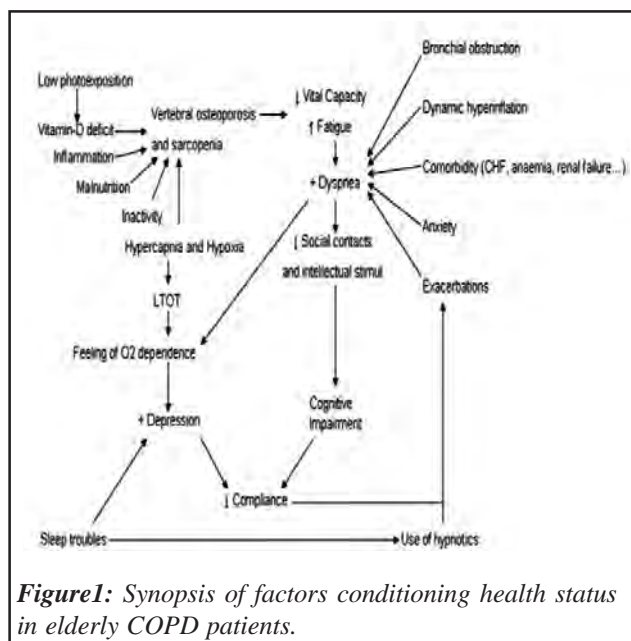 Bronchial obstruction
Low photoexposition
↓ Vital Capacity
Vertebral osteoporosis
Dynamic hyperinflation
↑ Fatigue
Vitamin-D deficit
and sarcopenia
Inflammation
Malnutrition
+ Dyspnea
Comorbidity (CHF, anaemia, renal failure...)
Inactivity
Anxiety
↓ Social contacts
Hypercapnia and Hypoxia
and intellectual stimul
Exacerbations
LTOT
Feeling of O2 dependence
Cognitive
Impairment
+ Depression
↓ Compliance
Sleep troubles
Use of hypnotics
Figure1: Synopsis of factors conditioning health status
in elderly COPD patients.